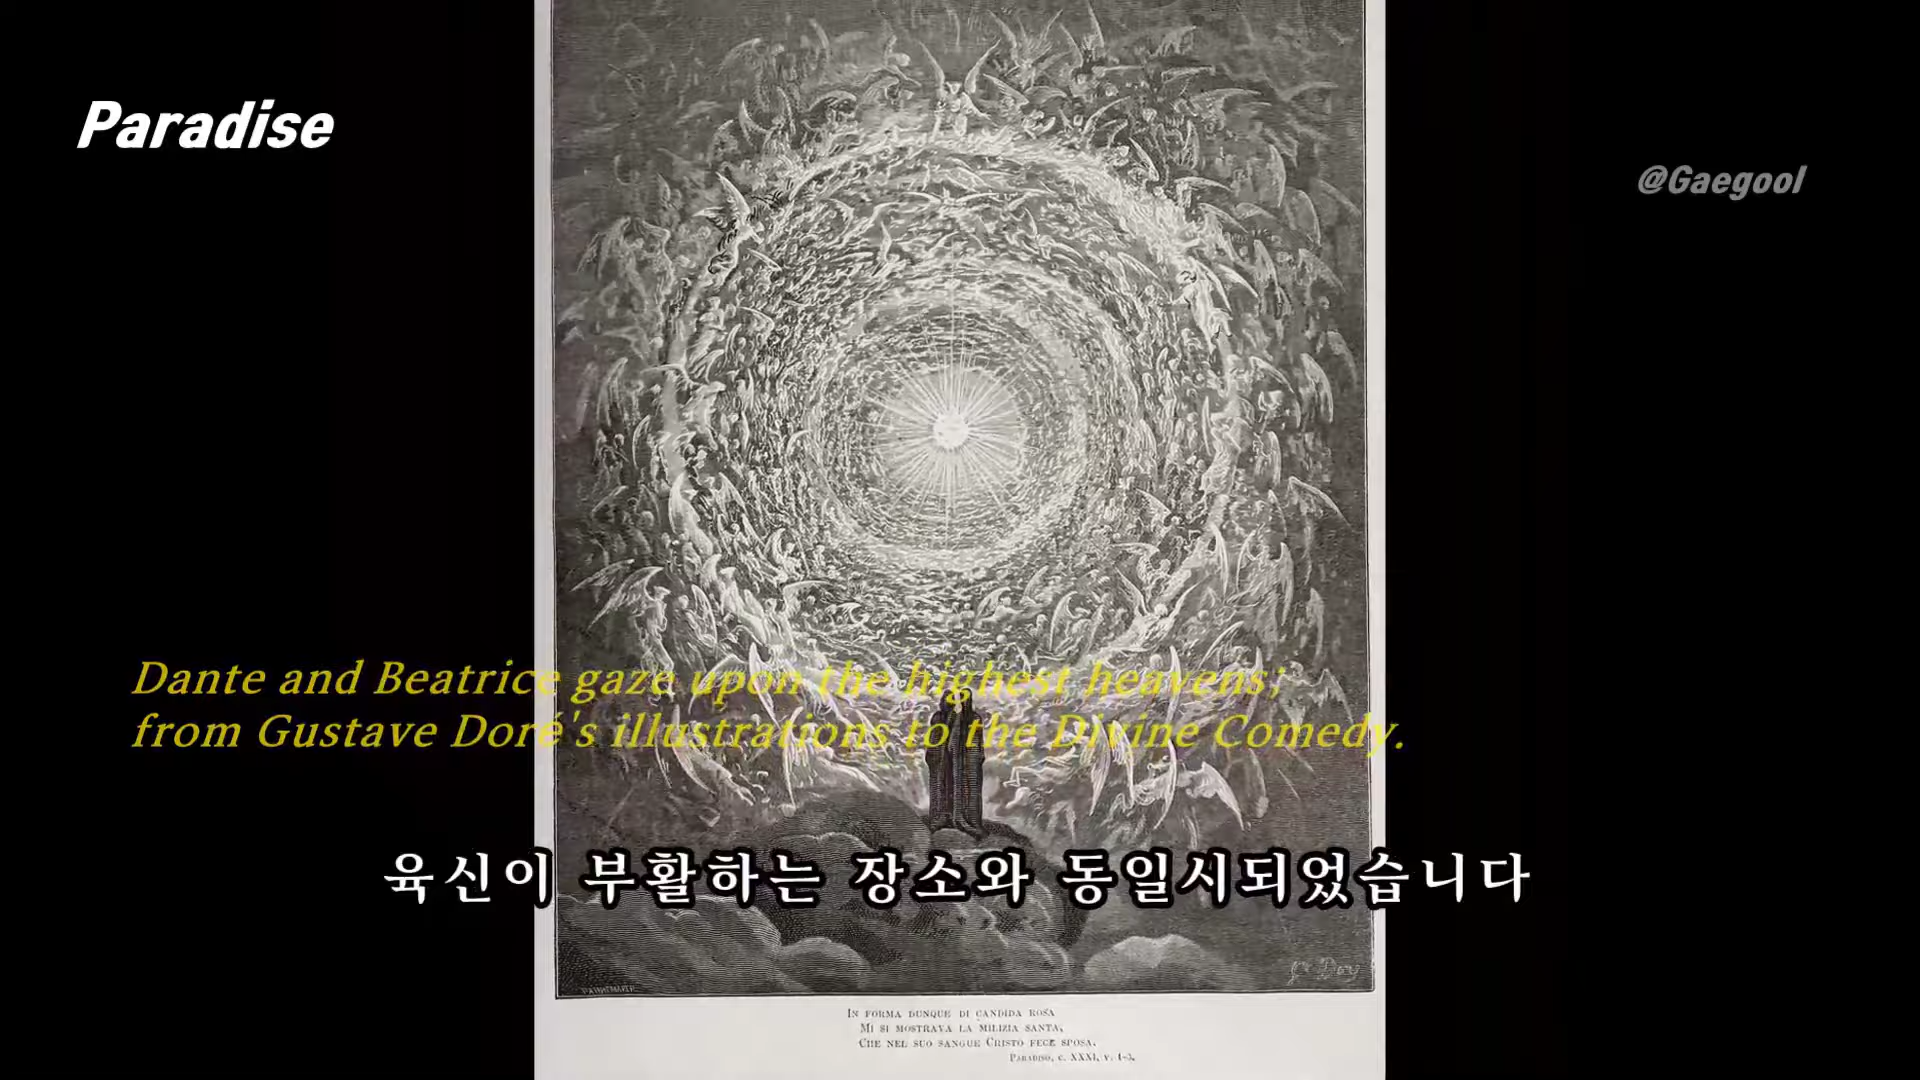 Paradise
@Gaegool
Dante and Beatrice gaze upon the highest heavens;
from Gustave Doré's illustrations to the Divine Comedy.
육신이 부활하는 장소와 동일시되었습니다
G. Doré
IN FORMA DUNQUE DI CANDIDA ROSA
MI SI MOSTRAVA LA MILIZIA SANTA,
CHE NEL SUO SANGUE CRISTO FECE SPOSA.
PARADISO, C. XXXI, V. 1-3.